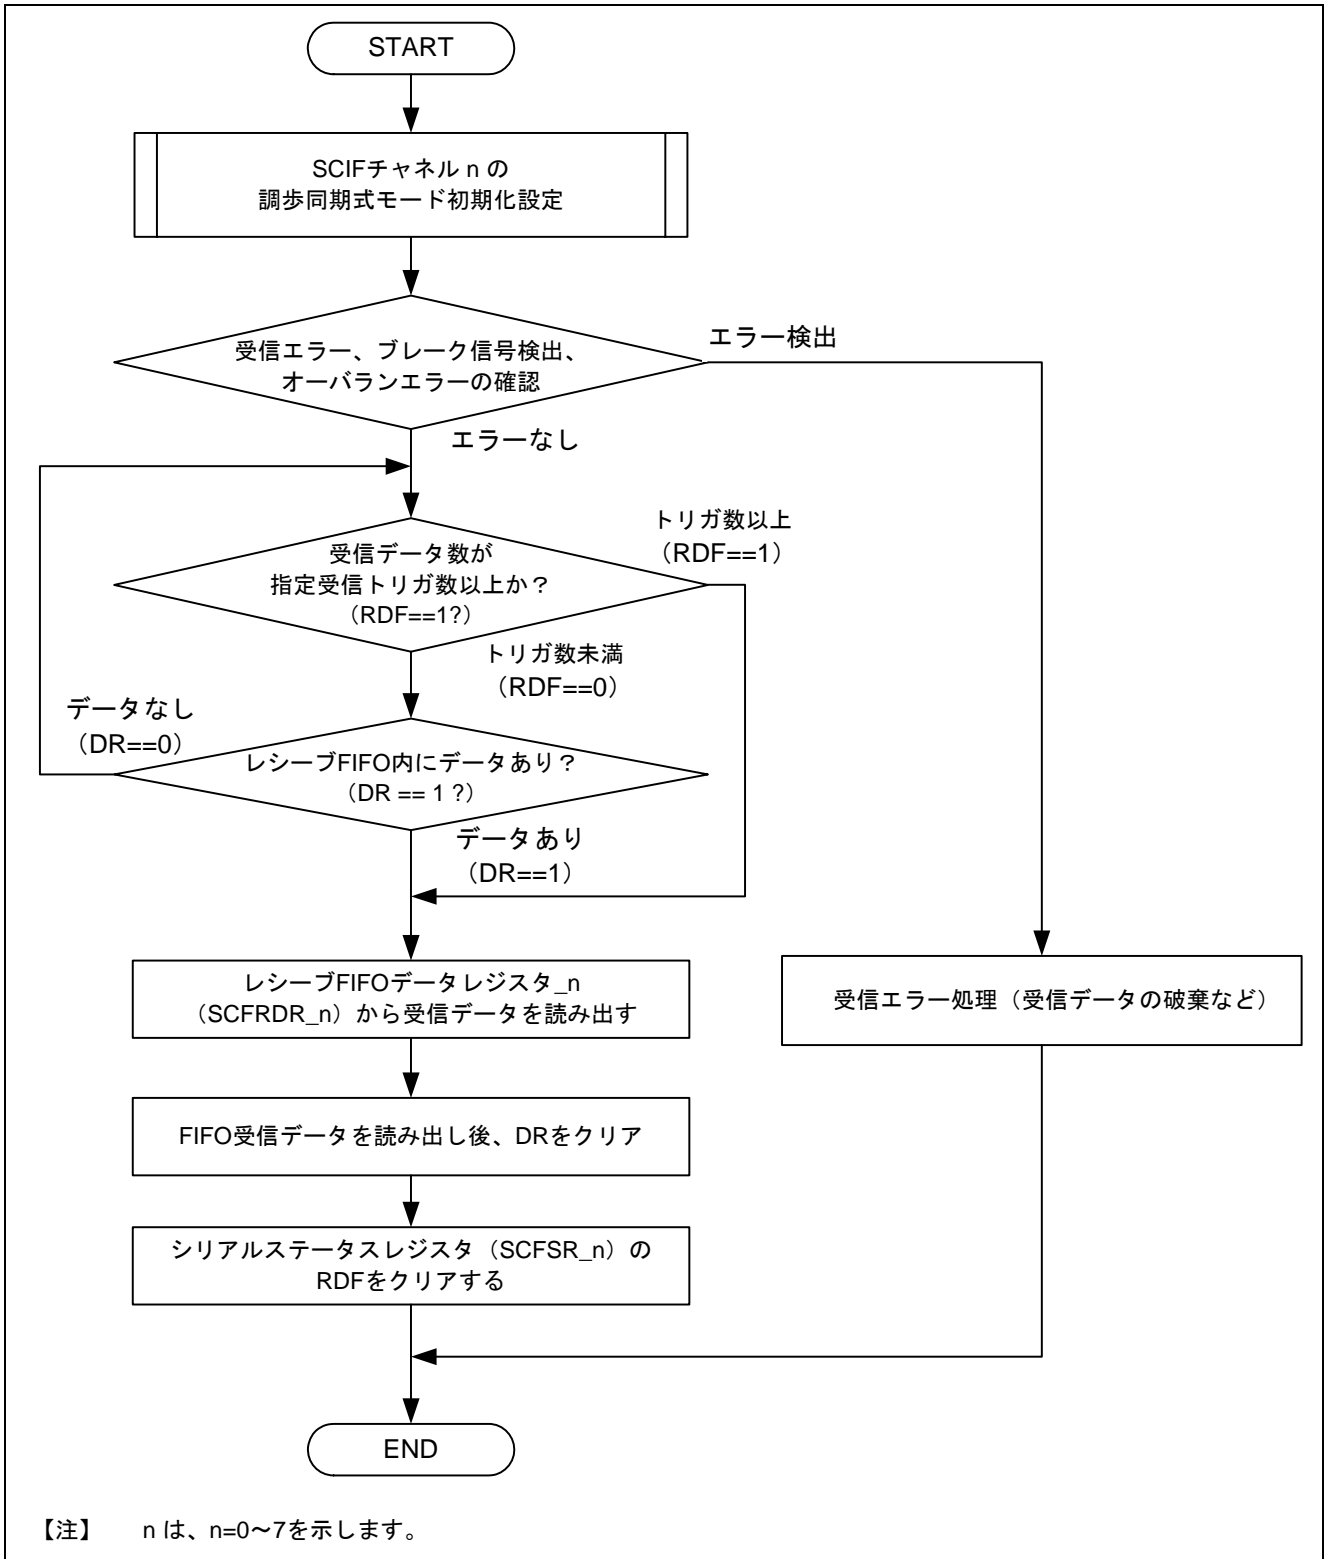 START
SCIFチャネル n の
調歩同期式モード初期化設定
受信エラー、ブレーク信号検出、
オーバランエラーの確認
エラー検出
エラーなし
受信データ数が
指定受信トリガ数以上か？
（RDF==1?）
トリガ数以上
（RDF==1）
トリガ数未満
（RDF==0）
データなし
（DR==0）
レシーブFIFO内にデータあり？
（DR == 1 ?）
データあり
（DR==1）
レシーブFIFOデータレジスタ_n
（SCFRDR_n）から受信データを読み出す
受信エラー処理（受信データの破棄など）
FIFO受信データを読み出し後、DRをクリア
シリアルステータスレジスタ（SCFSR_n）の
RDFをクリアする
END
【注】 n は、n=0～7を示します。